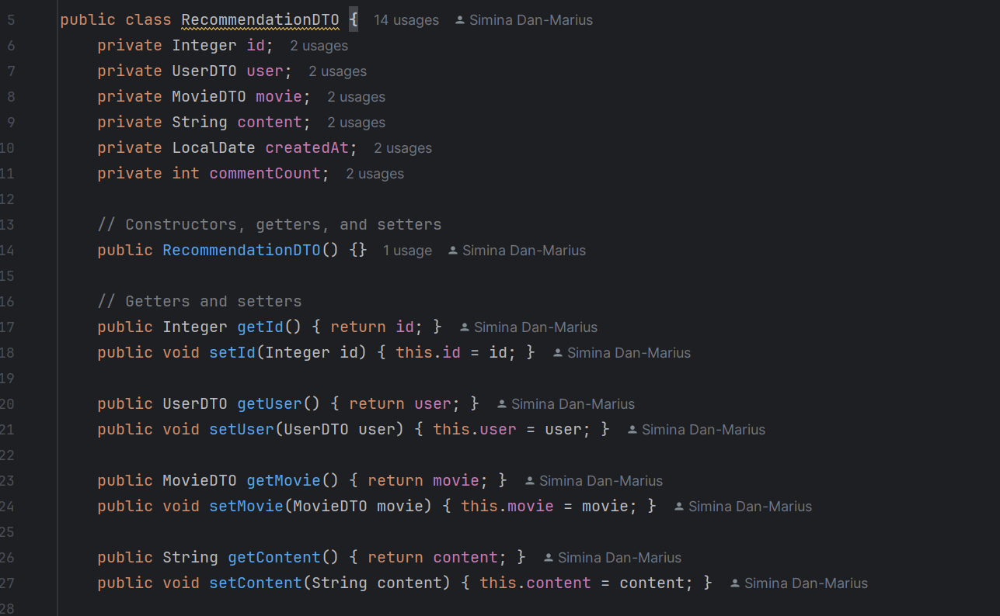 5 public class RecommendationDTO { 14 usages Simina Dan-Marius
6 private Integer id; 2 usages
7 private UserDTO user; 2 usages
8 private MovieDTO movie; 2 usages
9 private String content; 2 usages
10 private LocalDate createdAt; 2 usages
11 private int commentCount; 2 usages
12
13 // Constructors, getters, and setters
14 public RecommendationDTO() {} 1 usage Simina Dan-Marius
15
16 // Getters and setters
17 public Integer getId() { return id; } Simina Dan-Marius
18 public void setId(Integer id) { this.id = id; } Simina Dan-Marius
19
20 public UserDTO getUser() { return user; } Simina Dan-Marius
21 public void setUser(UserDTO user) { this.user = user; } Simina Dan-Marius
22
23 public MovieDTO getMovie() { return movie; } Simina Dan-Marius
24 public void setMovie(MovieDTO movie) { this.movie = movie; } Simina Dan-Marius
25
26 public String getContent() { return content; } Simina Dan-Marius
27 public void setContent(String content) { this.content = content; } Simina Dan-Marius
28